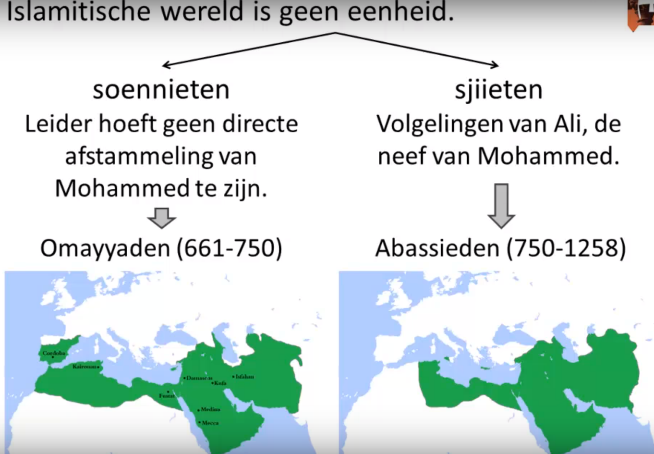 Islamitische wereld is geen eenheid.
soennieten
Leider hoeft geen directe
afstammeling van
Mohammed te zijn.
Omayyaden (661-750)
sjiieten
Volgelingen van Ali, de
neef van Mohammed.
Abassieden (750-1258)
Cordoba
Kairouan
Damascus
Kufa
Isfahan
Fustat
Medina
Mecca